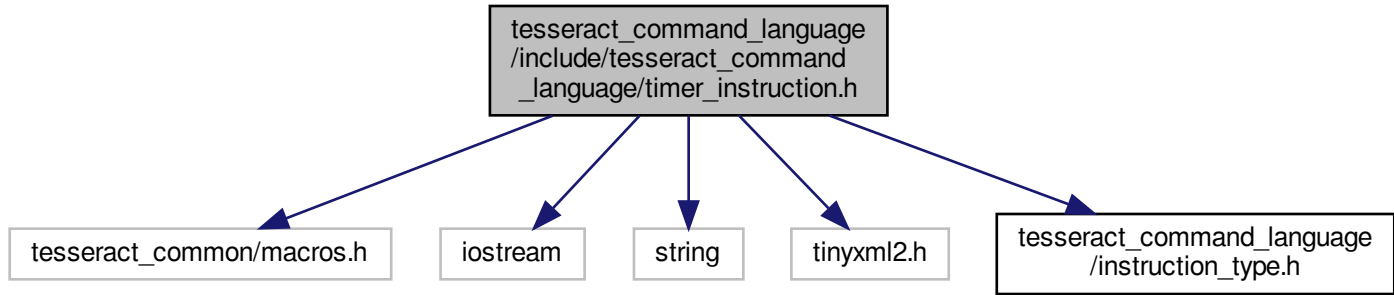 tesseract_command_language
/include/tesseract_command
_language/timer_instruction.h
tesseract_common/macros.h
iostream
string
tinyxml2.h
tesseract_command_language
/instruction_type.h